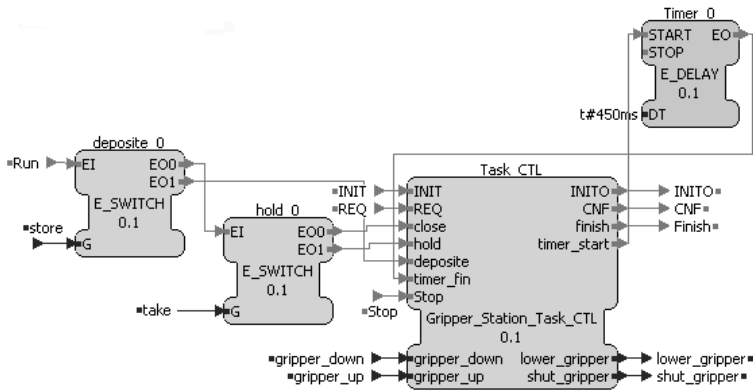 Timer_0
START EO
STOP
E_DELAY
0.1
t#450ms DT
deposite_0
Run EI EO0
EO1
E_SWITCH
0.1
store G
hold_0
EI EO0
EO1
E_SWITCH
0.1
take G
Task_CTL
INIT INIT INITO INITO
REQ REQ CNF CNF
close finish Finish
hold timer_start
deposite
timer_fin
Stop Stop
Gripper_Station_Task_CTL
0.1
gripper_down gripper_down lower_gripper lower_gripper
gripper_up gripper_up shut_gripper shut_gripper